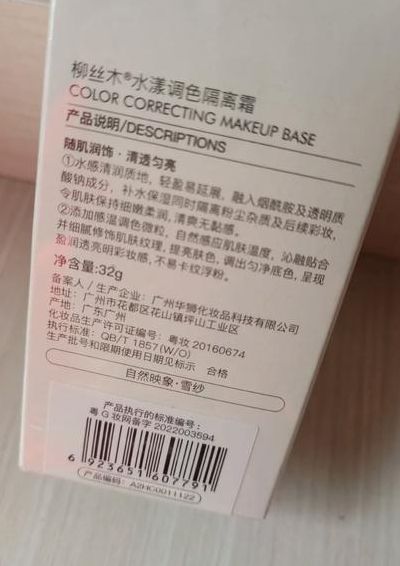 柳丝木®水漾调色隔离霜
COLOR CORRECTING MAKEUP BASE
产品说明/DESCRIPTIONS
随肌润饰·清透匀亮
①水感清润质地,轻盈易延展,融入烟酰胺及透明质
酸钠成分,补水保湿同时隔离粉尘杂质及后续彩妆,
令肌肤保持细嫩柔润,清爽无黏感。
②添加感温调色微粒,自然感应肌肤温度,沁融贴合
并细腻修饰肌肤纹理,提亮肤色,调出匀净底色,呈现
盈润透亮明彩妆感,不易卡纹浮粉。
净含量:32g
备案人/生产企业:广州华狮化妆品科技有限公司
地址:广州市花都区花山镇坪山工业区
产地:广东广州
化妆品生产许可证编号:粤妆 20160674
执行标准:QB/T 1857(W/O)
生产批号和限期使用日期见标示 合格
自然映象·雪纱
产品执行的标准编号:
粤 G 妆网备字 2022003594
6 923651 607791
产品编码:A2HC0011122